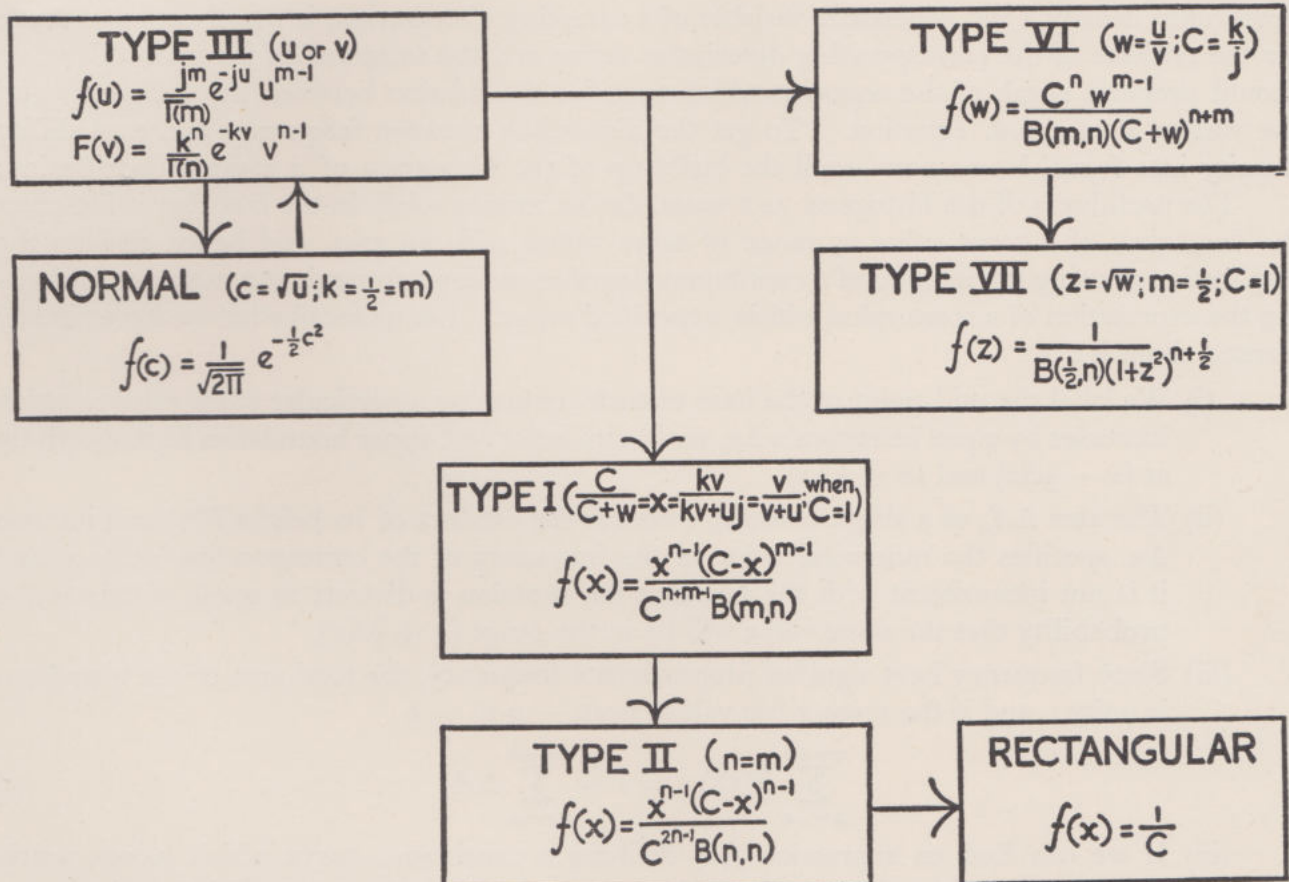 TYPE III (u or v)
f(u) = j^m/Γ(m) e^-ju u^m-1
F(v) = k^n/Γ(n) e^-kv v^n-1
TYPE VI (w = u/v; C = k/j)
f(w) = C^n w^m-1 / B(m,n)(C+w)^n+m
NORMAL (c = √u; k = 1/2 = m)
f(c) = 1/√2π e^-1/2c^2
TYPE VII (z = √w; m = 1/2; C = 1)
f(z) = 1 / B(1/2,n)(1+z^2)^n+1/2
TYPE I (C/C+w = x = kv/kv+uj = v/v+u; when C=1)
f(x) = x^n-1(C-x)^m-1 / C^n+m-1 B(m,n)
TYPE II (n=m)
f(x) = x^n-1(C-x)^n-1 / C^2n-1 B(n,n)
RECTANGULAR
f(x) = 1/C